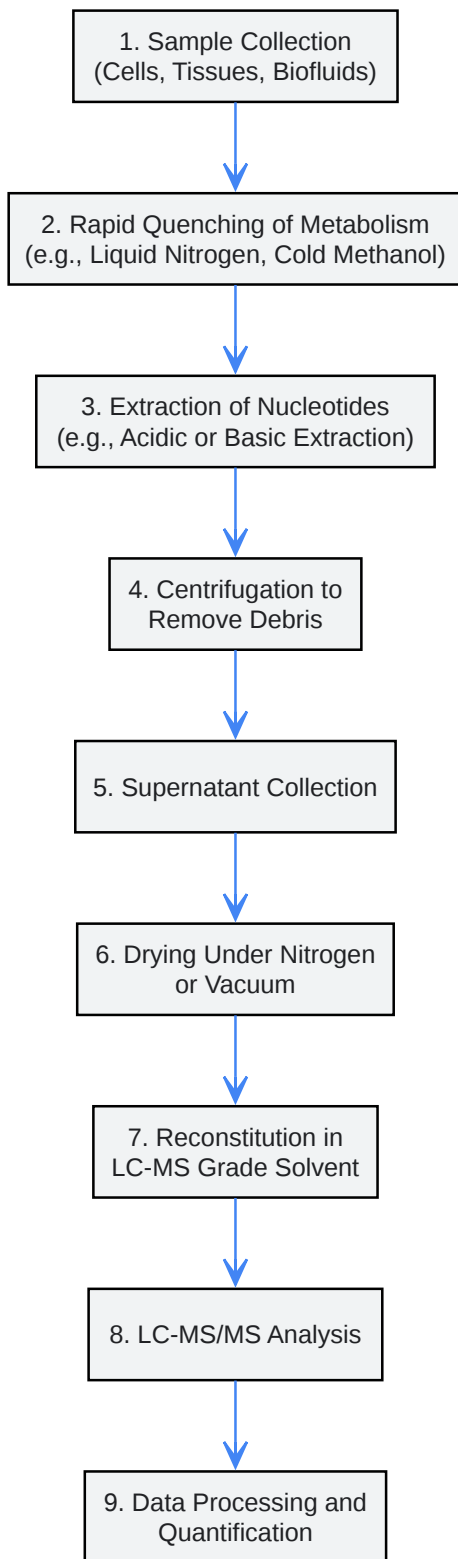 1. Sample Collection
(Cells, Tissues, Biofluids)
2. Rapid Quenching of Metabolism
(e.g., Liquid Nitrogen, Cold Methanol)
3. Extraction of Nucleotides
(e.g., Acidic or Basic Extraction)
4. Centrifugation to
Remove Debris
5. Supernatant Collection
6. Drying Under Nitrogen
or Vacuum
7. Reconstitution in
LC-MS Grade Solvent
8. LC-MS/MS Analysis
9. Data Processing and
Quantification